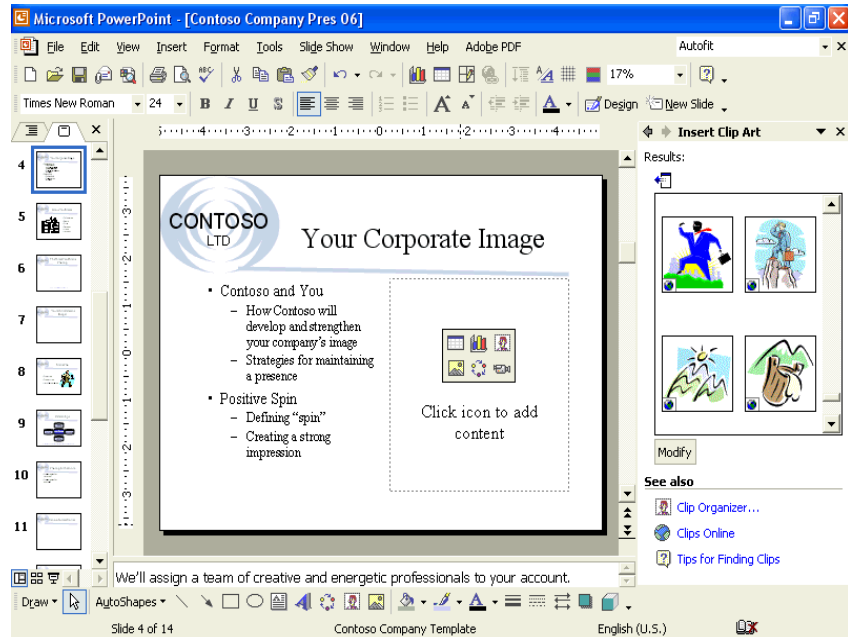 Microsoft PowerPoint - [Contoso Company Pres 06]
File Edit View Insert Format Tools Slide Show Window Help Adobe PDF Autofit
17%
Times New Roman 24 B I U S Design New Slide
Insert Clip Art
Results:
4
5
6
7
8
9
10
11
CONTOSO
LTD
Your Corporate Image
• Contoso and You
– How Contoso will
develop and strengthen
your company's image
– Strategies for maintaining
a presence
• Positive Spin
– Defining “spin”
– Creating a strong
impression
Click icon to add
content
Modify
See also
Clip Organizer...
Clips Online
Tips for Finding Clips
We'll assign a team of creative and energetic professionals to your account.
Draw AutoShapes
Slide 4 of 14 Contoso Company Template English (U.S.)